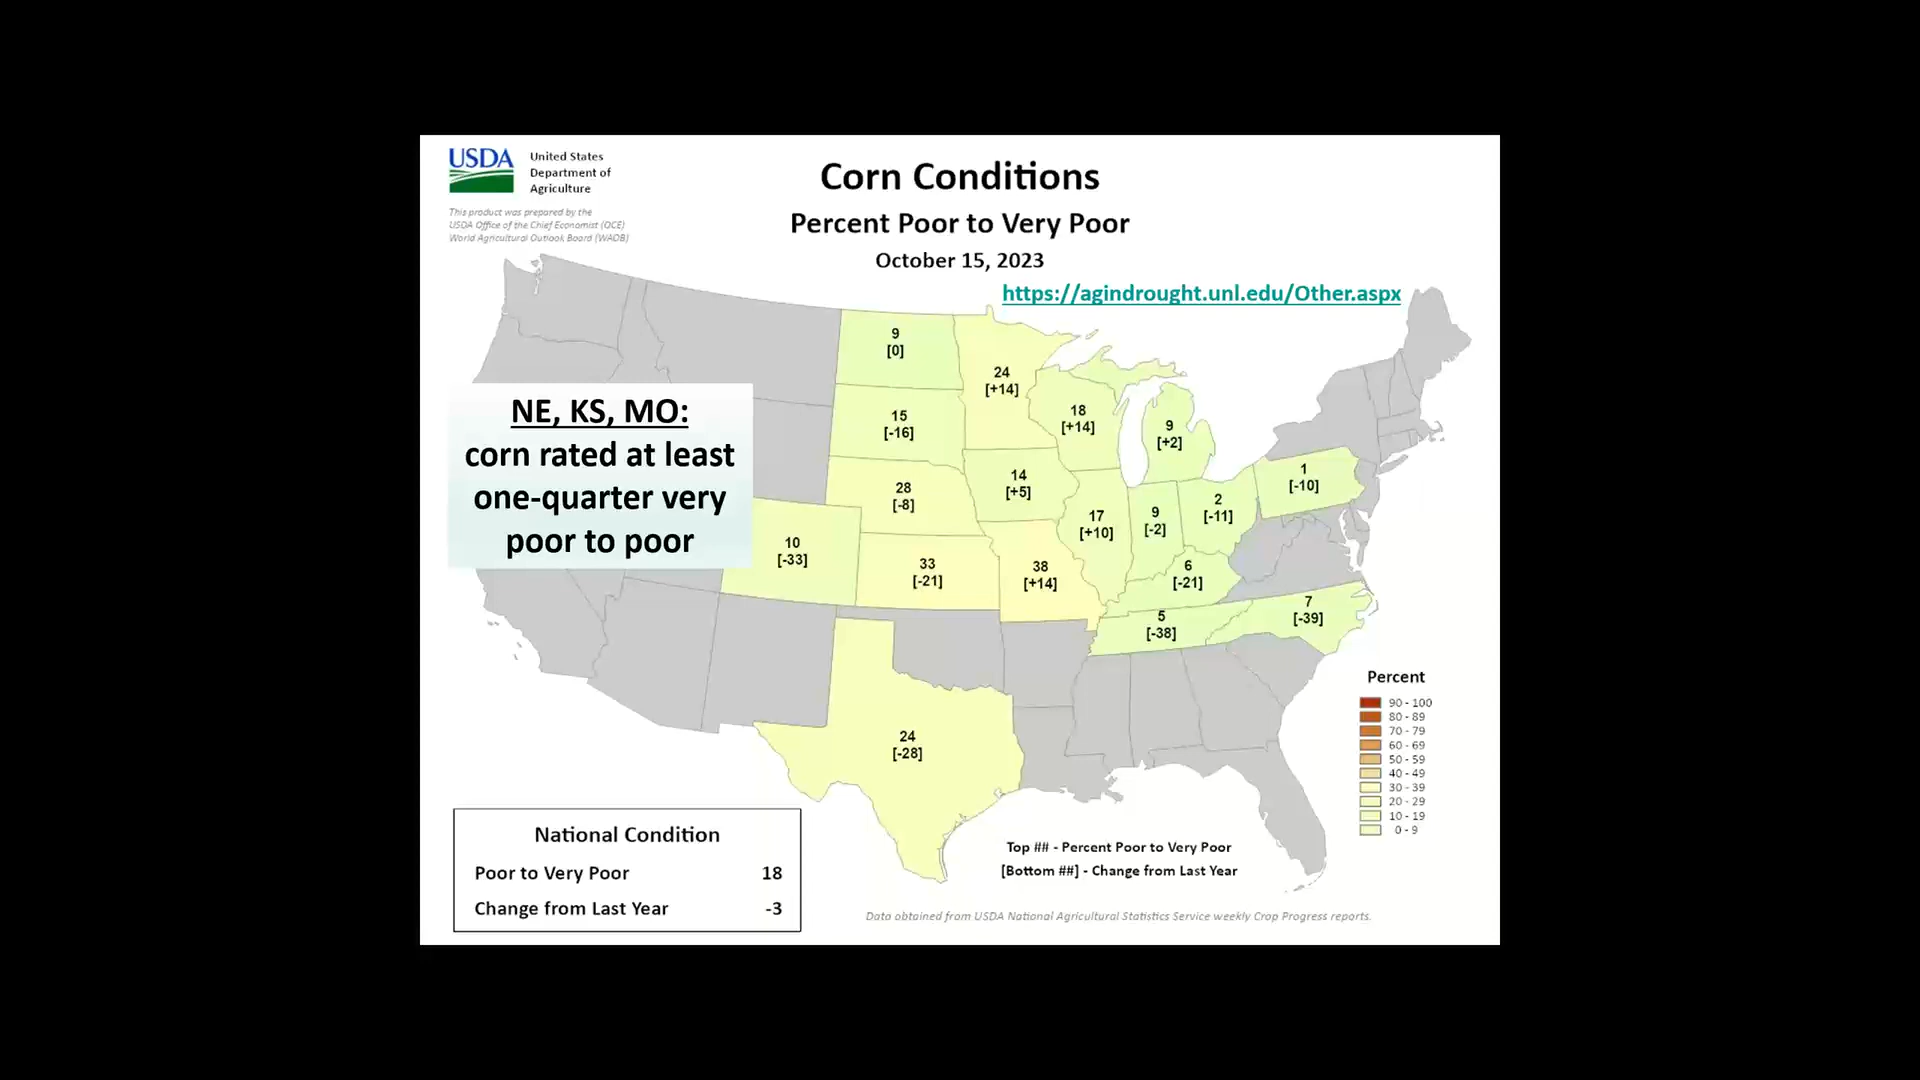 USDA
United States
Department of
Agriculture
This product was prepared by the
USDA Office of the Chief Economist (OCE)
World Agricultural Outlook Board (WAOB)
Corn Conditions
Percent Poor to Very Poor
October 15, 2023
https://agindrought.unl.edu/Other.aspx
NE, KS, MO:
corn rated at least
one-quarter very
poor to poor
9
[0]
24
[+14]
15
[-16]
18
[+14]
9
[+2]
28
[-8]
14
[+5]
1
[-10]
17
[+10]
9
[-2]
2
[-11]
10
[-33]
33
[-21]
38
[+14]
6
[-21]
5
[-38]
7
[-39]
24
[-28]
Percent
90 - 100
80 - 89
70 - 79
60 - 69
50 - 59
40 - 49
30 - 39
20 - 29
10 - 19
0 - 9
National Condition
Poor to Very Poor 18
Change from Last Year -3
Top ## - Percent Poor to Very Poor
[Bottom ##] - Change from Last Year
Data obtained from USDA National Agricultural Statistics Service weekly Crop Progress reports.